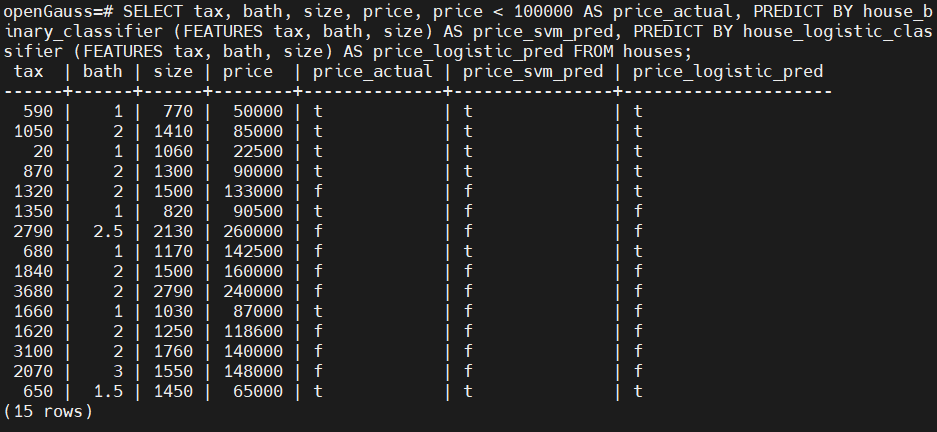 openGauss=# SELECT tax, bath, size, price, price < 100000 AS price_actual, PREDICT BY house_b
inary_classifier (FEATURES tax, bath, size) AS price_svm_pred, PREDICT BY house_logistic_clas
sifier (FEATURES tax, bath, size) AS price_logistic_pred FROM houses;
 tax  | bath | size | price  | price_actual | price_svm_pred | price_logistic_pred
------+------+------+--------+--------------+----------------+---------------------
  590 |    1 |  770 |  50000 | t            | t              | t
 1050 |    2 | 1410 |  85000 | t            | t              | t
   20 |    1 | 1060 |  22500 | t            | t              | t
  870 |    2 | 1300 |  90000 | t            | t              | t
 1320 |    2 | 1500 | 133000 | f            | f              | t
 1350 |    1 |  820 |  90500 | t            | f              | f
 2790 |  2.5 | 2130 | 260000 | f            | f              | f
  680 |    1 | 1170 | 142500 | f            | t              | t
 1840 |    2 | 1500 | 160000 | f            | f              | f
 3680 |    2 | 2790 | 240000 | f            | f              | f
 1660 |    1 | 1030 |  87000 | t            | f              | f
 1620 |    2 | 1250 | 118600 | f            | f              | f
 3100 |    2 | 1760 | 140000 | f            | f              | f
 2070 |    3 | 1550 | 148000 | f            | f              | f
  650 |  1.5 | 1450 |  65000 | t            | t              | t
(15 rows)